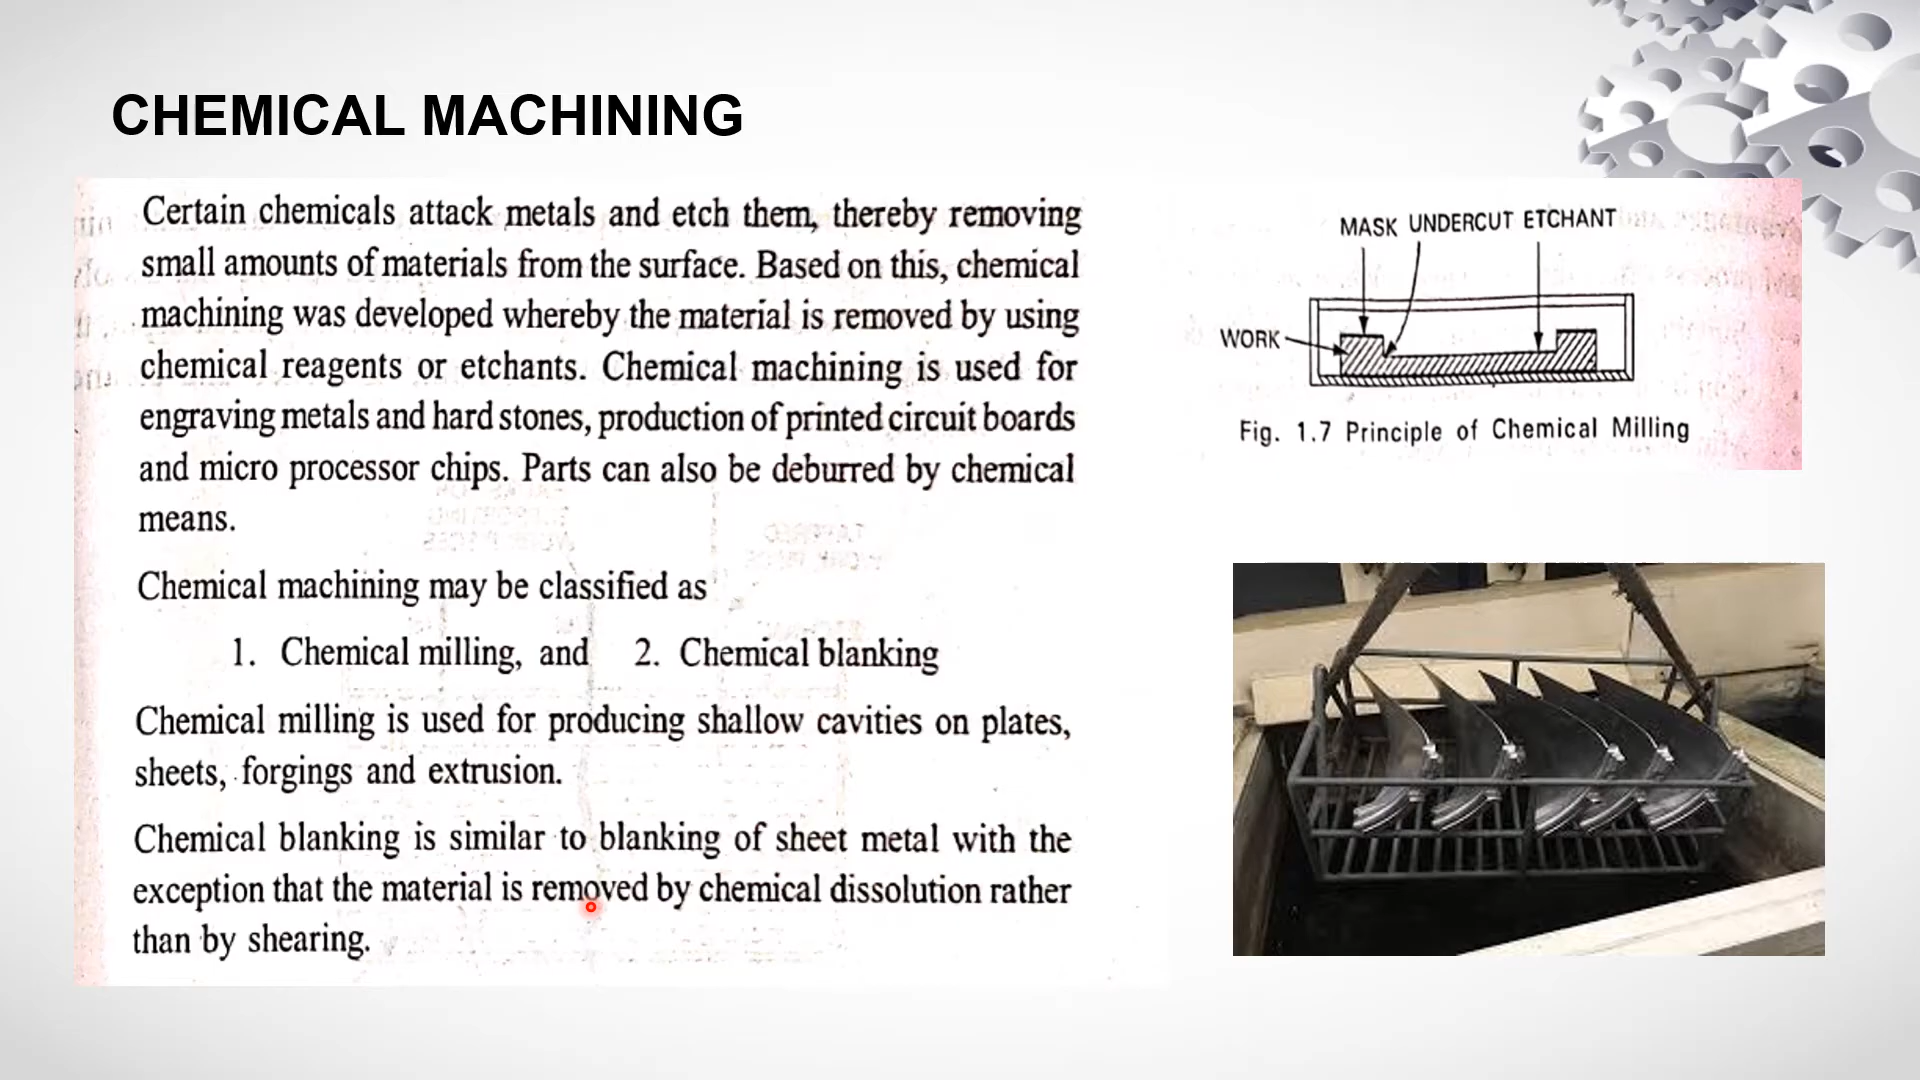 CHEMICAL MACHINING
Certain chemicals attack metals and etch them, thereby removing
small amounts of materials from the surface. Based on this, chemical
machining was developed whereby the material is removed by using
chemical reagents or etchants. Chemical machining is used for
engraving metals and hard stones, production of printed circuit boards
and micro processor chips. Parts can also be deburred by chemical
means.
Chemical machining may be classified as
1. Chemical milling, and 2. Chemical blanking
Chemical milling is used for producing shallow cavities on plates,
sheets, forgings and extrusion.
Chemical blanking is similar to blanking of sheet metal with the
exception that the material is removed by chemical dissolution rather
than by shearing.
MASK UNDERCUT ETCHANT
WORK
Fig. 1.7 Principle of Chemical Milling